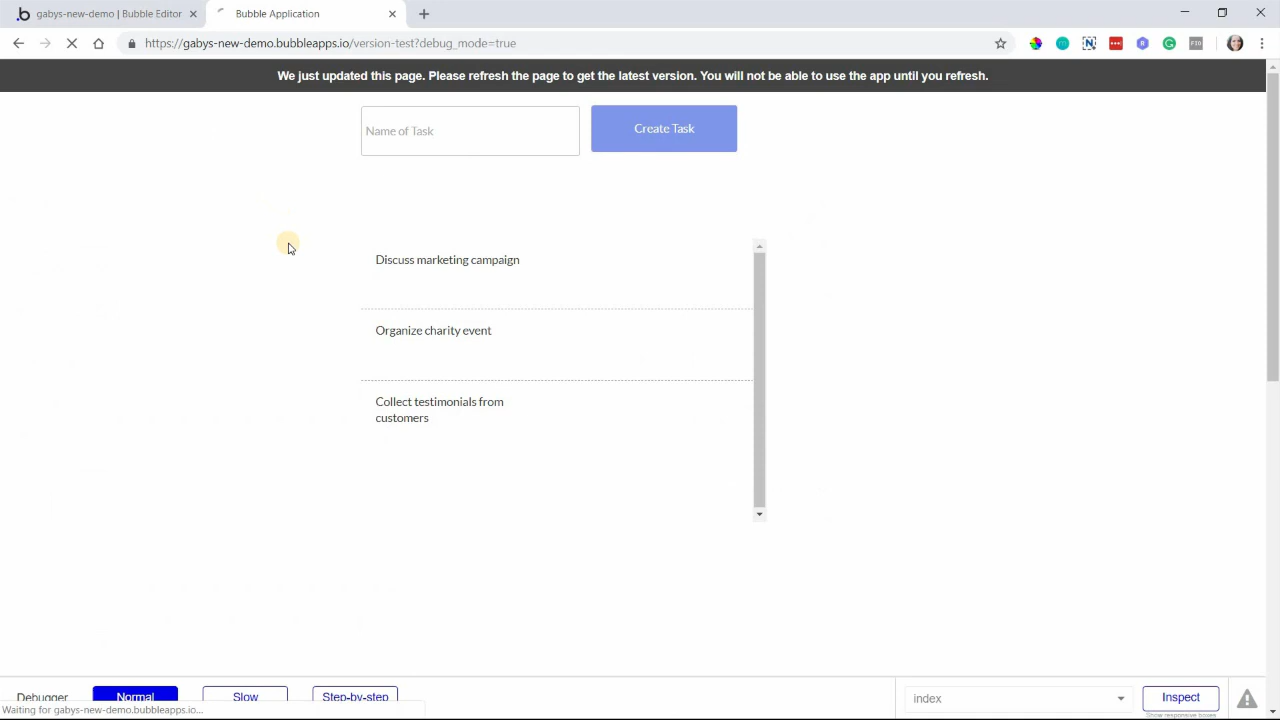 gabys-new-demo | Bubble Editor
Bubble Application
https://gabys-new-demo.bubbleapps.io/version-test?debug_mode=true
We just updated this page. Please refresh the page to get the latest version. You will not be able to use the app until you refresh.
Name of Task
Create Task
Discuss marketing campaign
Organize charity event
Collect testimonials from
customers
Debugger
Normal
Slow
Step-by-step
index
Inspect
Show responsive boxes
Waiting for gabys-new-demo.bubbleapps.io...